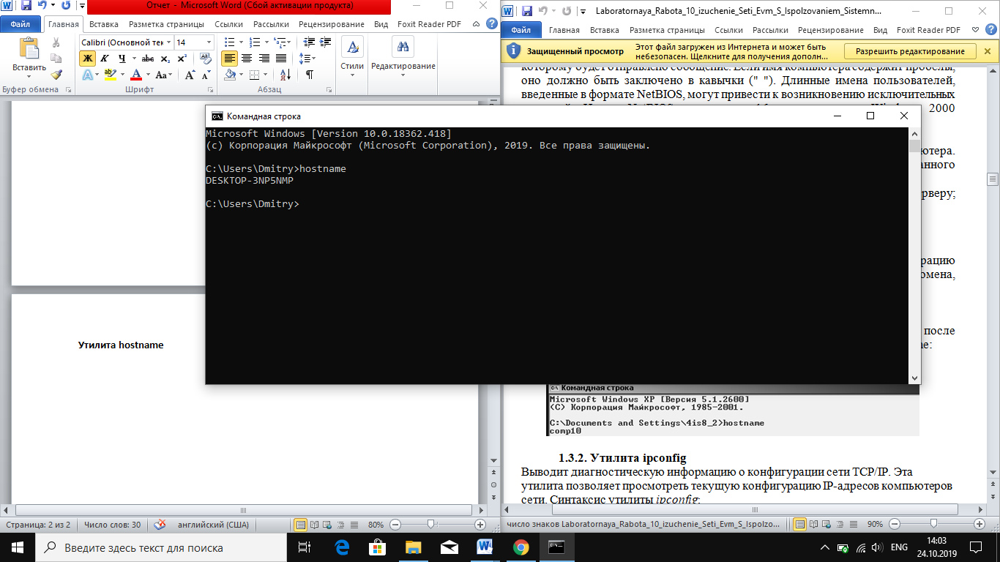 Отчет - Microsoft Word (Сбой активации продукта)
Файл Главная Вставка Разметка страницы Ссылки Рассылки Рецензирование Вид Foxit Reader PDF
Calibri (Основной тек 14
Вставить
Ж К Ч abc x₂ x²
Стили Редактирование
Буфер обмена Шрифт Абзац
Утилита hostname
Страница: 2 из 2 Число слов: 30 английский (США) 80%
Laboratornaya_Rabota_10_izuchenie_Seti_Evm_S_Ispolzovaniem_Sistemn...
Файл Главная Вставка Разметка страницы Ссылки Рассылки Рецензирование Вид Foxit Reader PDF
Защищенный просмотр Этот файл загружен из Интернета и может быть
небезопасен. Щелкните для получения дополн...
Разрешить редактирование
которому будет отправлено сообщение. Если имя компьютера содержит пробелы,
оно должно быть заключено в кавычки (" "). Длинные имена пользователей,
введенные в формате NetBIOS, могут привести к возникновению исключительных
2000
ютера.
анного
рверу;
рацию
омена,
после
ne:
Командная строка
Microsoft Windows [Version 10.0.18362.418]
(c) Корпорация Майкрософт (Microsoft Corporation), 2019. Все права защищены.
C:\Users\Dmitry>hostname
DESKTOP-3NP5NMP
C:\Users\Dmitry>
Командная строка
Microsoft Windows XP [Версия 5.1.2600]
(C) Корпорация Майкрософт, 1985-2001.
C:\Documents and Settings\4is8_2>hostname
comp10
1.3.2. Утилита ipconfig
Выводит диагностическую информацию о конфигурации сети TCP/IP. Эта
утилита позволяет просмотреть текущую конфигурацию IP-адресов компьютеров
сети. Синтаксис утилиты ipconfig:
число знаков Laboratornaya_Rabota_10_izuchenie_Seti_Evm_S_Ispolzo... 90%
Введите здесь текст для поиска
ENG
14:03
24.10.2019